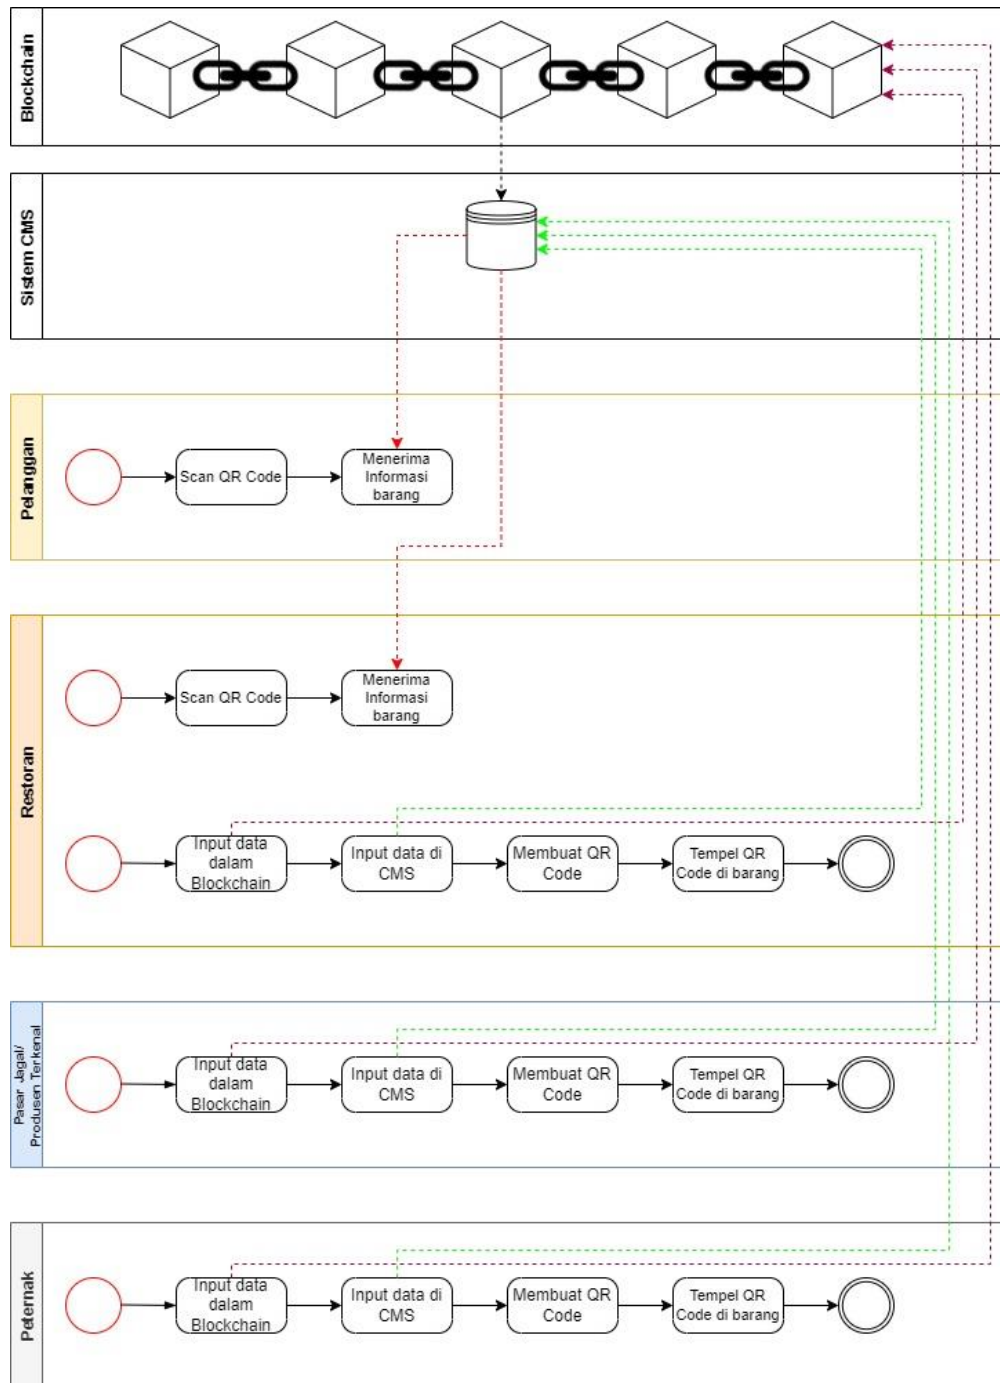 Blockchain
Sistem CMS
Pelanggan
Scan QR Code
Menerima
Informasi
barang
Restoran
Scan QR Code
Menerima
Informasi
barang
Input data
dalam
Blockchain
Input data di
CMS
Membuat QR
Code
Tempel QR
Code di barang
Pasar Jagal/
Produsen Terkenal
Input data
dalam
Blockchain
Input data di
CMS
Membuat QR
Code
Tempel QR
Code di barang
Peternak
Input data
dalam
Blockchain
Input data di
CMS
Membuat QR
Code
Tempel QR
Code di barang